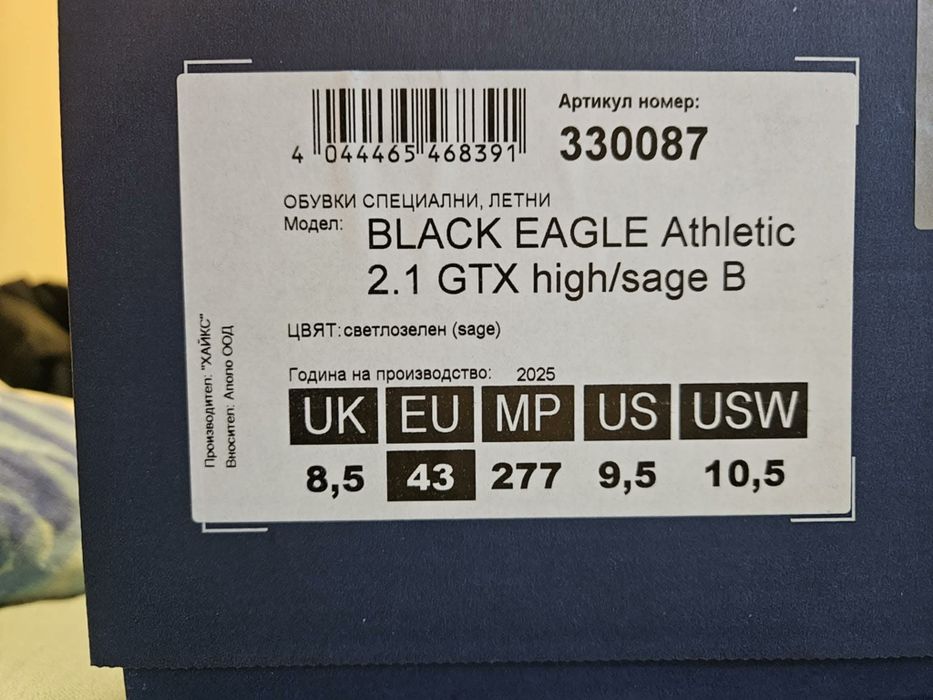 Артикул номер:
330087
4 044465 468391
ОБУВКИ СПЕЦИАЛНИ, ЛЕТНИ
Модел: BLACK EAGLE Athletic
2.1 GTX high/sage B
ЦВЯТ: светлозелен (sage)
Година на производство: 2025
UK EU MP US USW
8,5 43 277 9,5 10,5
Производител: "ХАЙКС"
Вносител: Аполо ООД